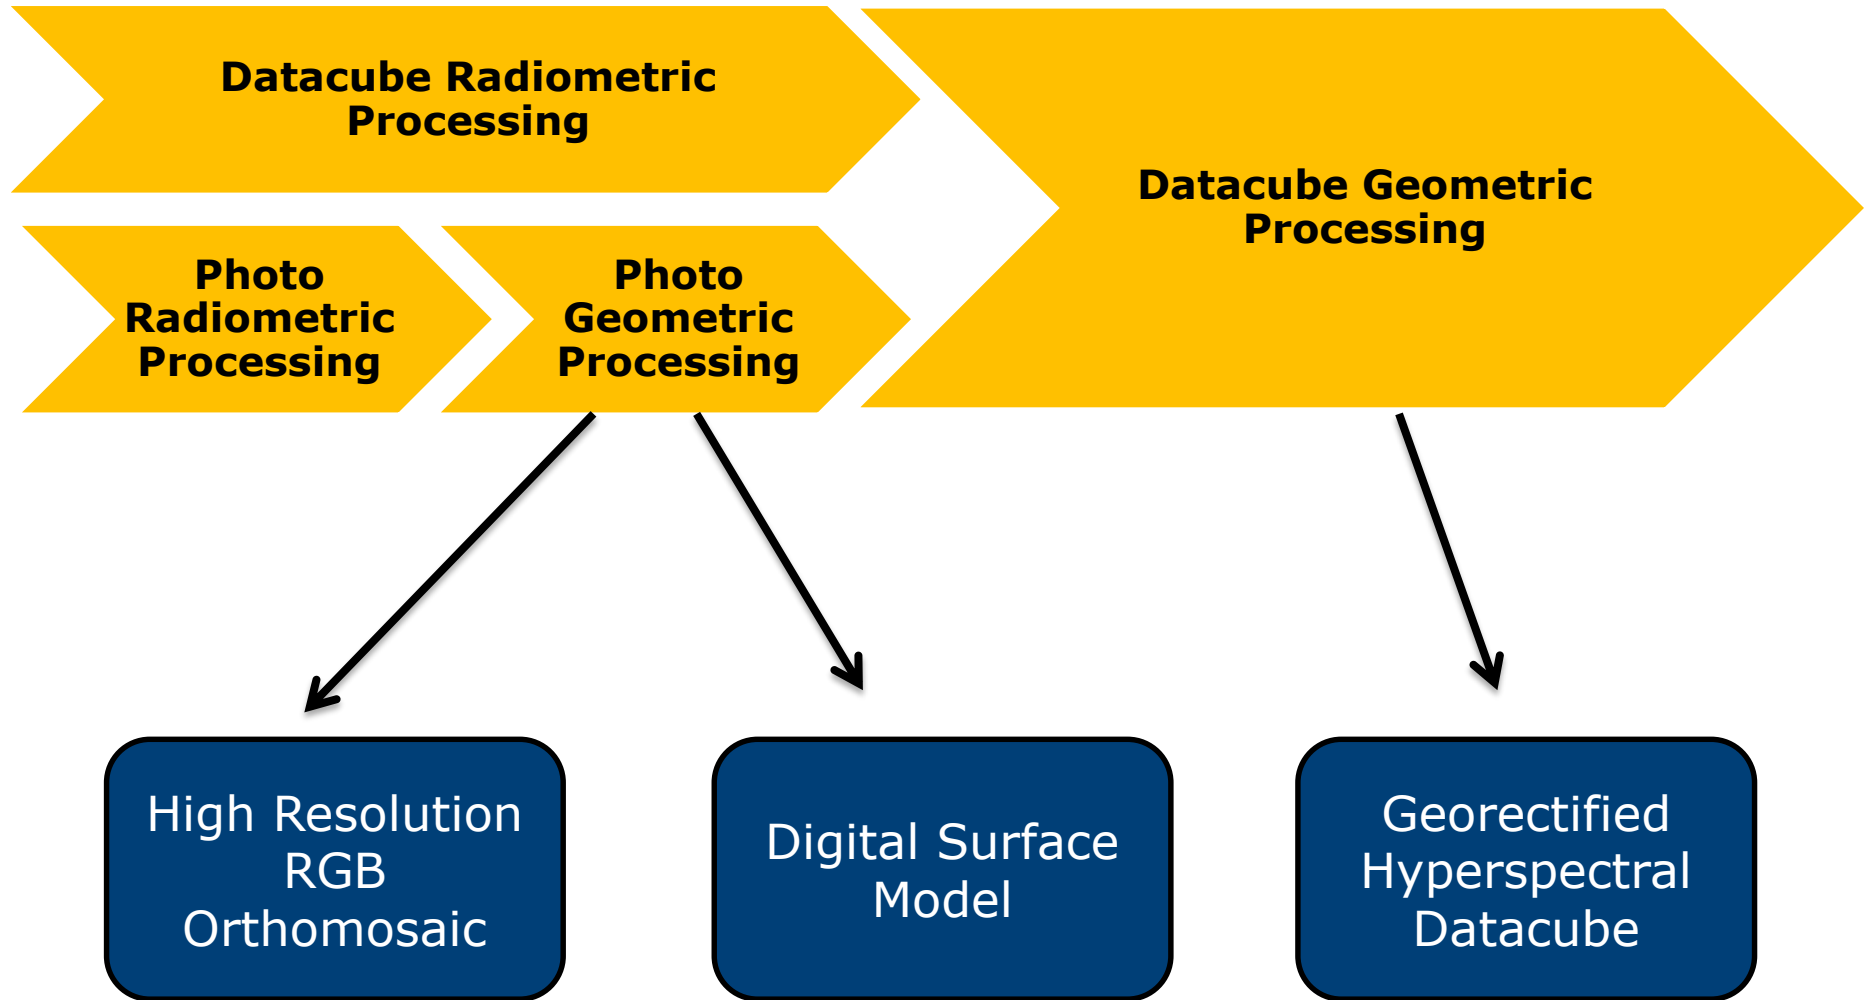 Datacube Radiometric
Processing
Datacube Geometric
Processing
Photo
Radiometric
Processing
Photo
Geometric
Processing
High Resolution
RGB
Orthomosaic
Digital Surface
Model
Georectified
Hyperspectral
Datacube